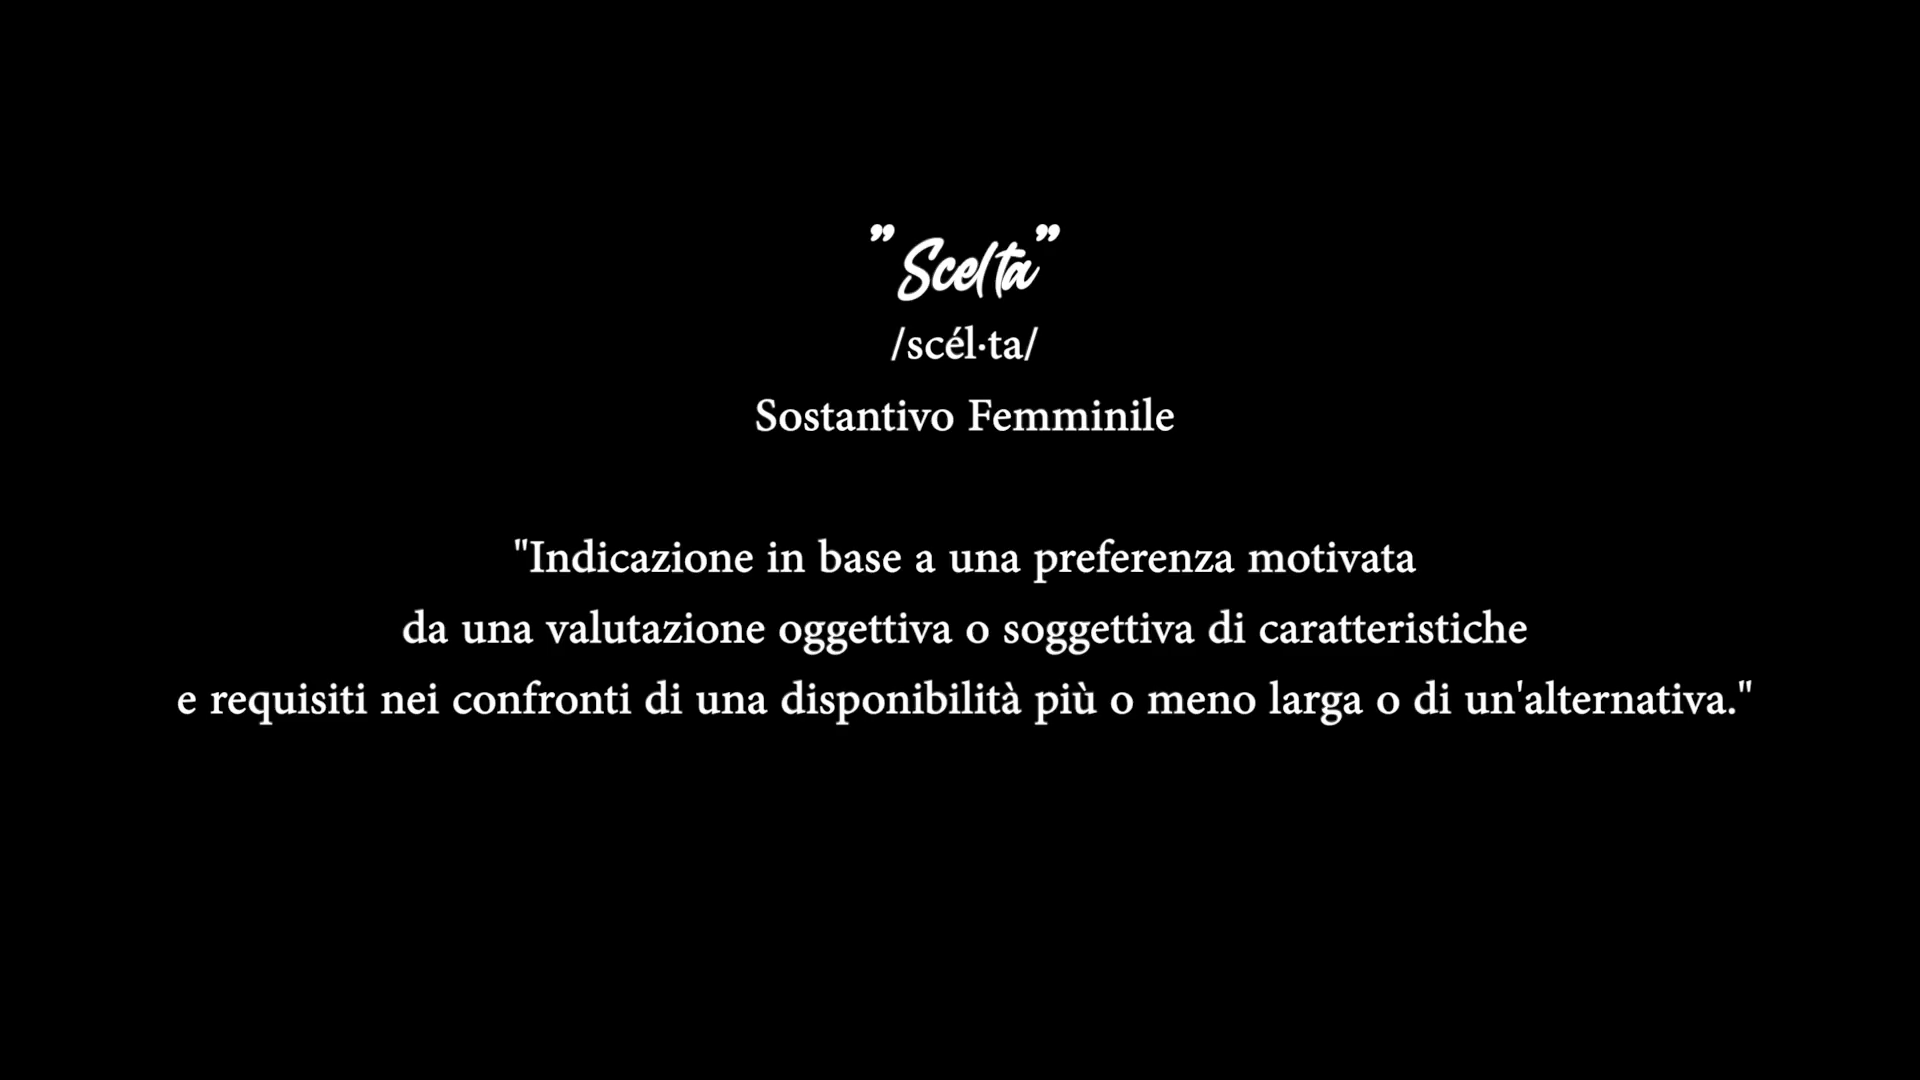 ”Scelta”
/scél·ta/
Sostantivo Femminile
"Indicazione in base a una preferenza motivata
da una valutazione oggettiva o soggettiva di caratteristiche
e requisiti nei confronti di una disponibilità più o meno larga o di un'alternativa."